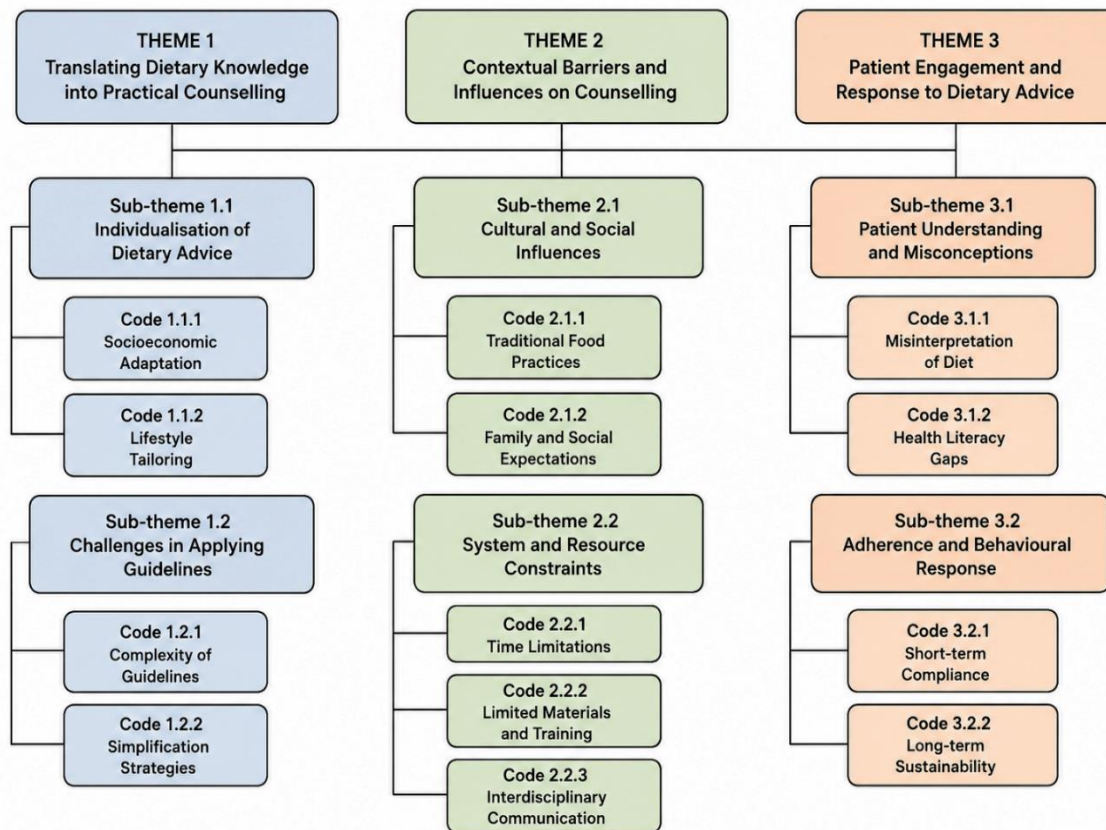 THEME 1
Translating Dietary Knowledge
into Practical Counselling
THEME 2
Contextual Barriers and
Influences on Counselling
THEME 3
Patient Engagement and
Response to Dietary Advice
Sub-theme 1.1
Individualisation of
Dietary Advice
Code 1.1.1
Socioeconomic
Adaptation
Code 1.1.2
Lifestyle
Tailoring
Sub-theme 1.2
Challenges in Applying
Guidelines
Code 1.2.1
Complexity of
Guidelines
Code 1.2.2
Simplification
Strategies
Sub-theme 2.1
Cultural and Social
Influences
Code 2.1.1
Traditional Food
Practices
Code 2.1.2
Family and Social
Expectations
Sub-theme 2.2
System and Resource
Constraints
Code 2.2.1
Time Limitations
Code 2.2.2
Limited Materials
and Training
Code 2.2.3
Interdisciplinary
Communication
Sub-theme 3.1
Patient Understanding
and Misconceptions
Code 3.1.1
Misinterpretation
of Diet
Code 3.1.2
Health Literacy
Gaps
Sub-theme 3.2
Adherence and Behavioural
Response
Code 3.2.1
Short-term
Compliance
Code 3.2.2
Long-term
Sustainability